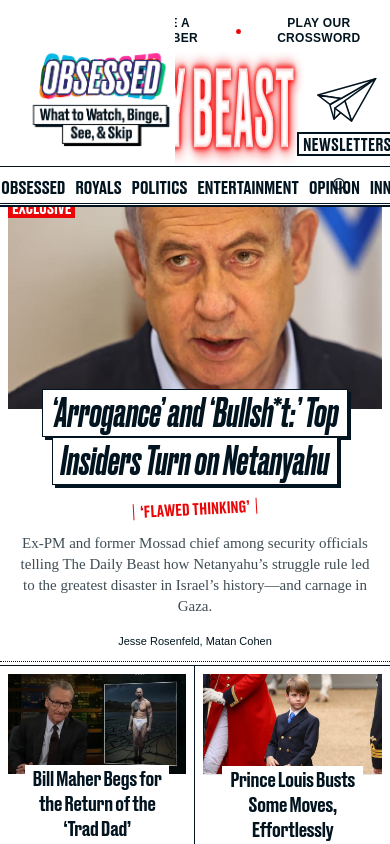 E A
BER
PLAY OUR
CROSSWORD
OBSESSED
What to Watch, Binge,
See, & Skip
Y BEAST
NEWSLETTERS
OBSESSED ROYALS POLITICS ENTERTAINMENT OPINION INN
EXCLUSIVE
‘Arrogance’ and ‘Bullsh*t:’ Top
Insiders Turn on Netanyahu
‘FLAWED THINKING’
Ex-PM and former Mossad chief among security officials
telling The Daily Beast how Netanyahu’s struggle rule led
to the greatest disaster in Israel’s history—and carnage in
Gaza.
Jesse Rosenfeld, Matan Cohen
Bill Maher Begs for
the Return of the
‘Trad Dad’
Prince Louis Busts
Some Moves,
Effortlessly